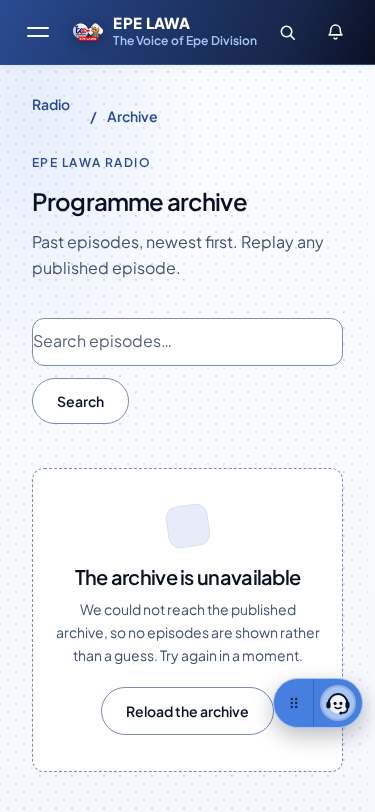 EPE LAWA
The Voice of Epe Division
Radio
/ Archive
EPE LAWA RADIO
Programme archive
Past episodes, newest first. Replay any
published episode.
Search episodes...
Search
The archive is unavailable
We could not reach the published
archive, so no episodes are shown rather
than a guess. Try again in a moment.
Reload the archive